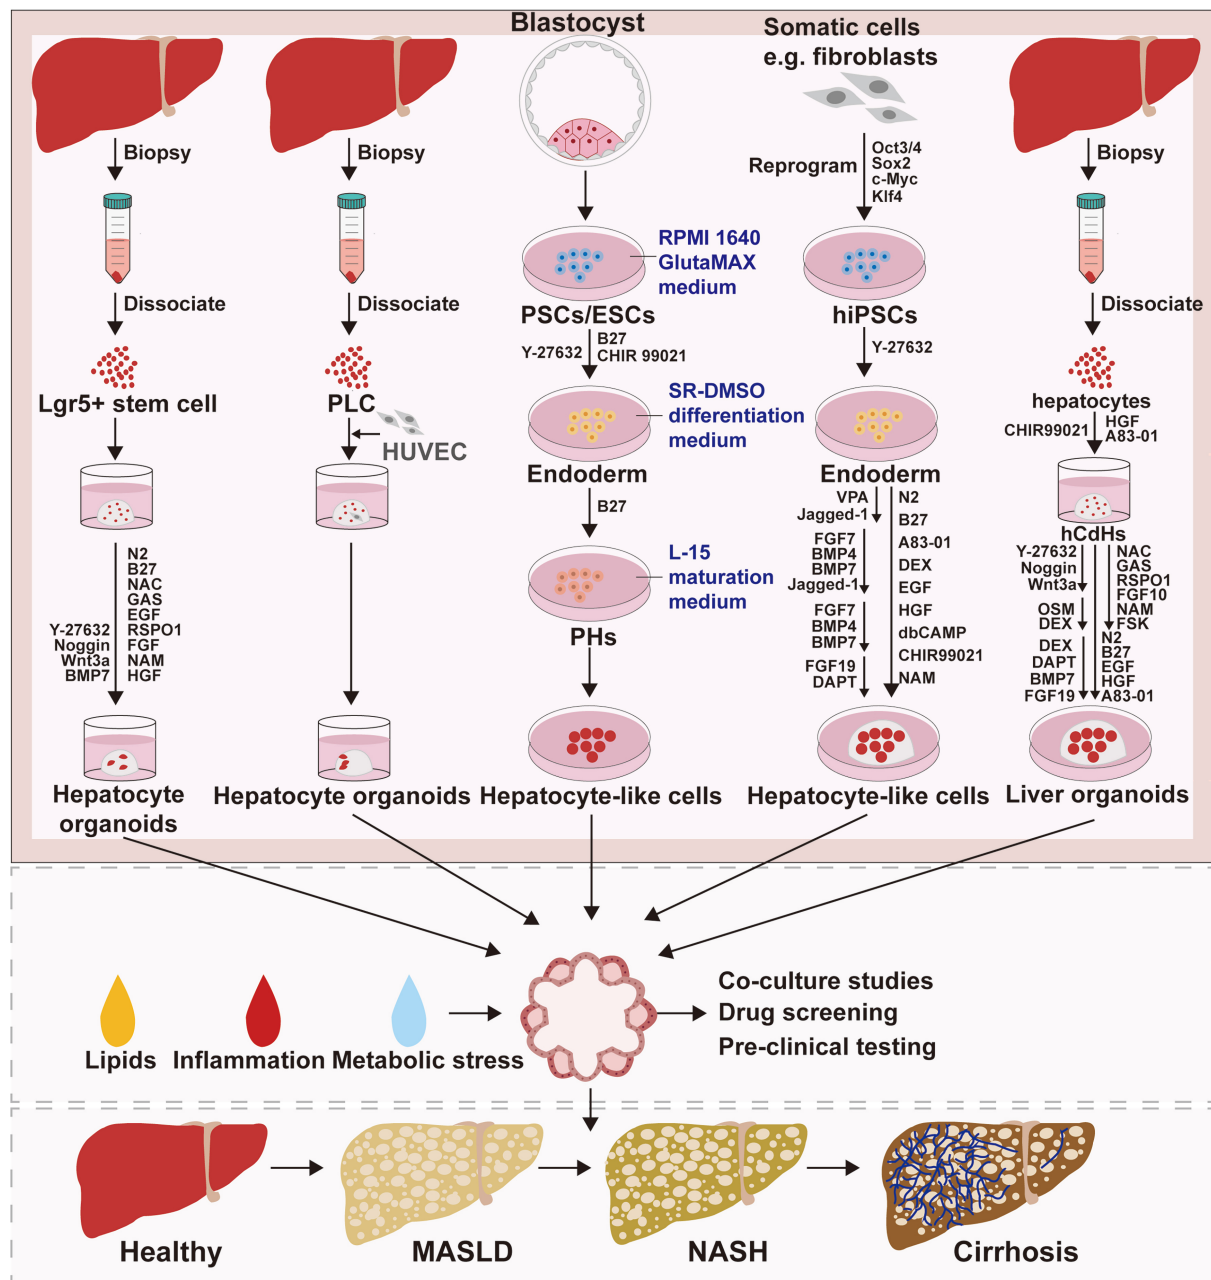 Biopsy
Dissociate
Lgr5+ stem cell
N2
B27
NAC
GAS
EGF
RSPO1
FGF
NAM
HGF
Y-27632
Noggin
Wnt3a
BMP7
Hepatocyte
organoids
Biopsy
Dissociate
PLC
HUVEC
Hepatocyte organoids
Blastocyst
RPMI 1640
GlutaMAX
medium
PSCs/ESCs
Y-27632
B27
CHIR 99021
SR-DMSO
differentiation
medium
Endoderm
B27
L-15
maturation
medium
PHs
Hepatocyte-like cells
Somatic cells
e.g. fibroblasts
Reprogram
Oct3/4
Sox2
c-Myc
Klf4
hiPSCs
Y-27632
Endoderm
VPA
Jagged-1
FGF7
BMP4
BMP7
Jagged-1
FGF7
BMP4
BMP7
FGF19
DAPT
N2
B27
A83-01
DEX
EGF
HGF
dbCAMP
CHIR99021
NAM
Hepatocyte-like cells
Biopsy
Dissociate
hepatocytes
CHIR99021
HGF
A83-01
hCdHs
Y-27632
Noggin
Wnt3a
OSM
DEX
DEX
DAPT
BMP7
FGF19
NAC
GAS
RSPO1
FGF10
NAM
FSK
N2
B27
EGF
HGF
A83-01
Liver organoids
Lipids
Inflammation
Metabolic stress
Co-culture studies
Drug screening
Pre-clinical testing
Healthy
MASLD
NASH
Cirrhosis